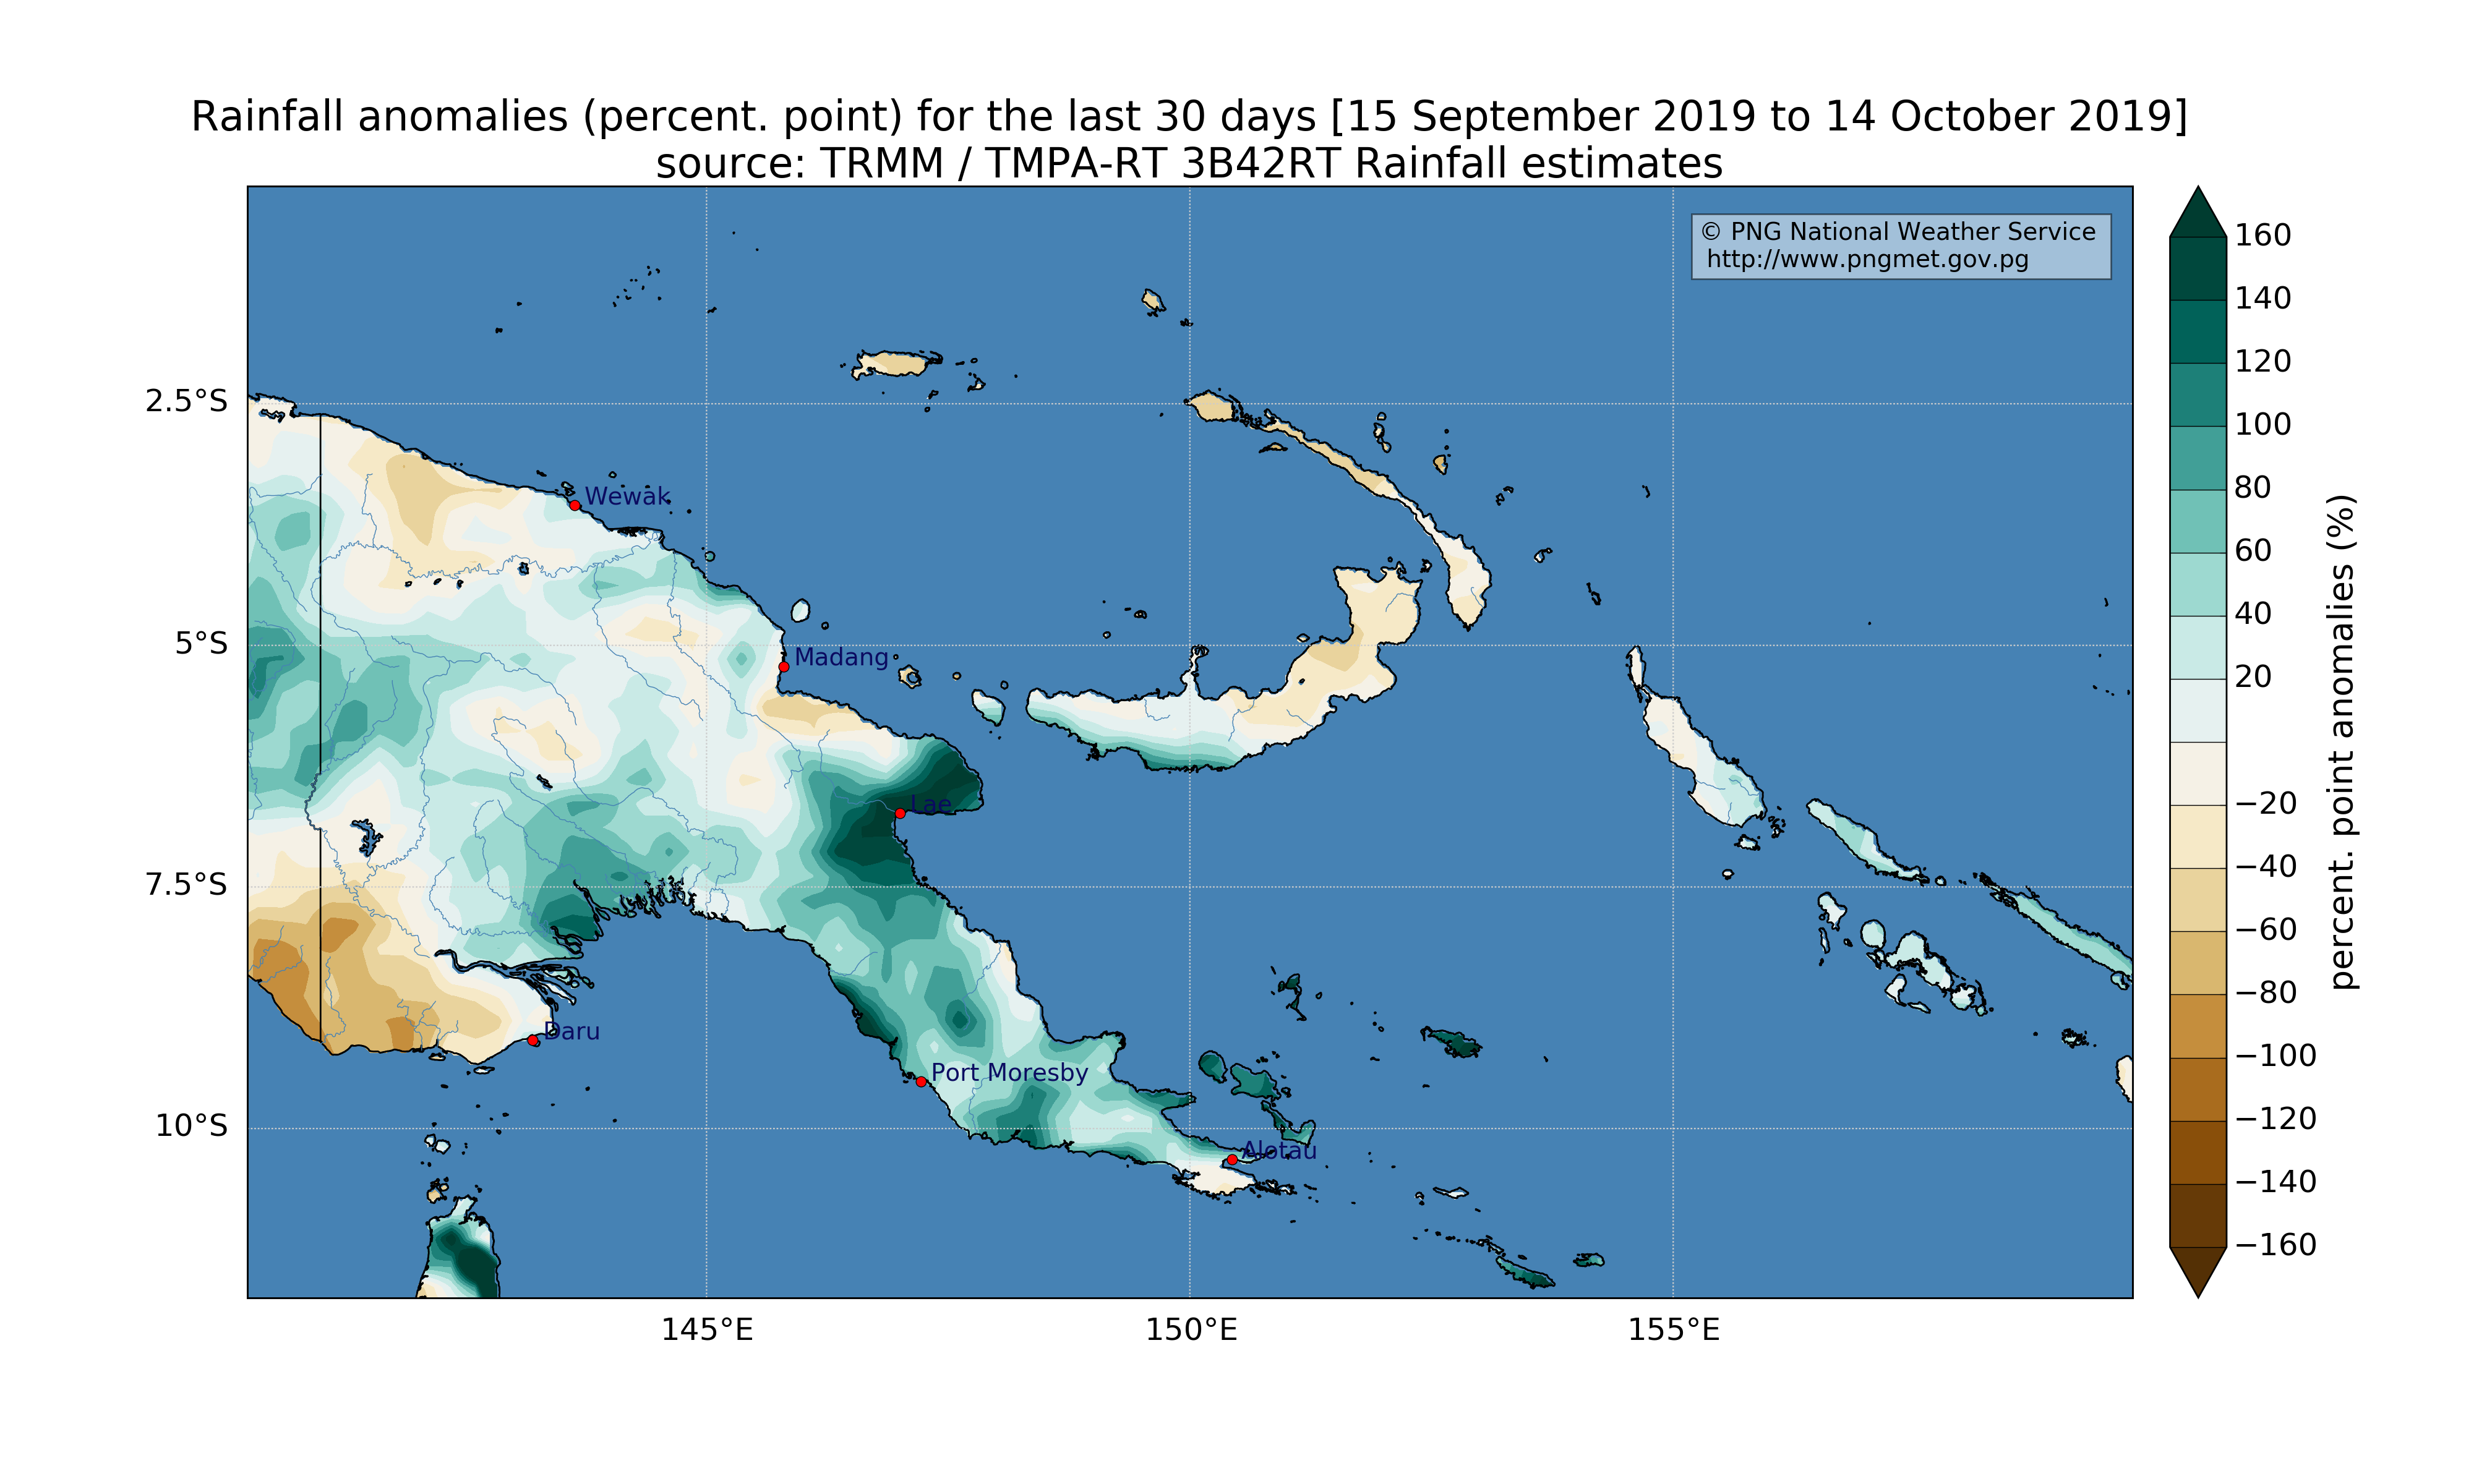 Rainfall anomalies (percent. point) for the last 30 days [15 September 2019 to 14 October 2019]
source: TRMM / TMPA-RT 3B42RT Rainfall estimates
© PNG National Weather Service
http://www.pngmet.gov.pg
2.5°S
5°S
7.5°S
10°S
145°E
150°E
155°E
Wewak
Madang
Lae
Daru
Port Moresby
Alotau
160
140
120
100
80
60
40
20
−20
−40
−60
−80
−100
−120
−140
−160
percent. point anomalies (%)